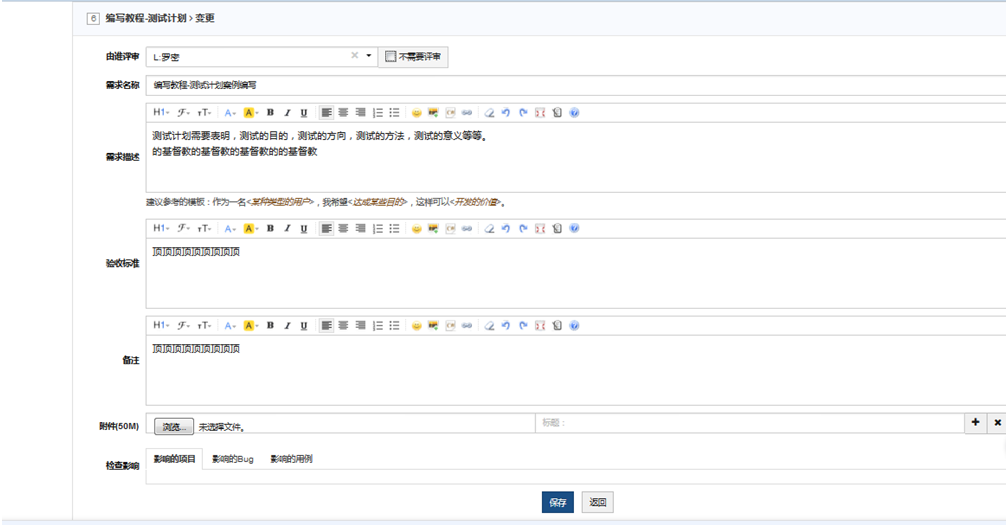 6 编写教程-测试计划 > 变更
由谁评审 L:罗密 不需要评审
需求名称 编写教程-测试计划案例编写
H1 ℱ тT A A B I U
测试计划需要表明，测试的目的，测试的方向，测试的方法，测试的意义等等。
需求描述 的基督教的基督教的基督教的的基督教
建议参考的模板：作为一名<某种类型的用户>，我希望<达成某些目的>，这样可以<开发的价值>。
H1 ℱ тT A A B I U
验收标准 顶顶顶顶顶顶顶顶顶
H1 ℱ тT A A B I U
备注 顶顶顶顶顶顶顶顶顶
附件(50M) 浏览... 未选择文件。 标题：
检查影响 影响的项目 影响的Bug 影响的用例
保存 返回